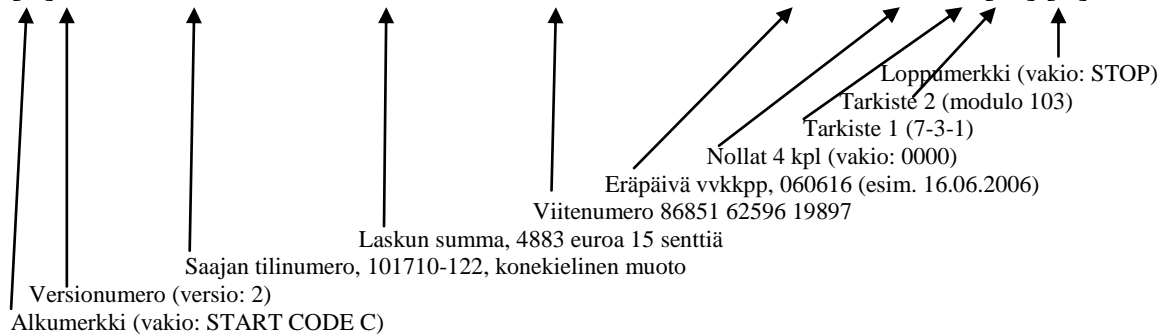 Loppumerkki (vakio: STOP)
Tarkiste 2 (modulo 103)
Tarkiste 1 (7-3-1)
Nollat 4 kpl (vakio: 0000)
Eräpäivä vvkkpp, 060616 (esim. 16.06.2006)
Viitenumero 86851 62596 19897
Laskun summa, 4883 euroa 15 senttiä
Saajan tilinumero, 101710-122, konekielinen muoto
Versionumero (versio: 2)
Alkumerkki (vakio: START CODE C)